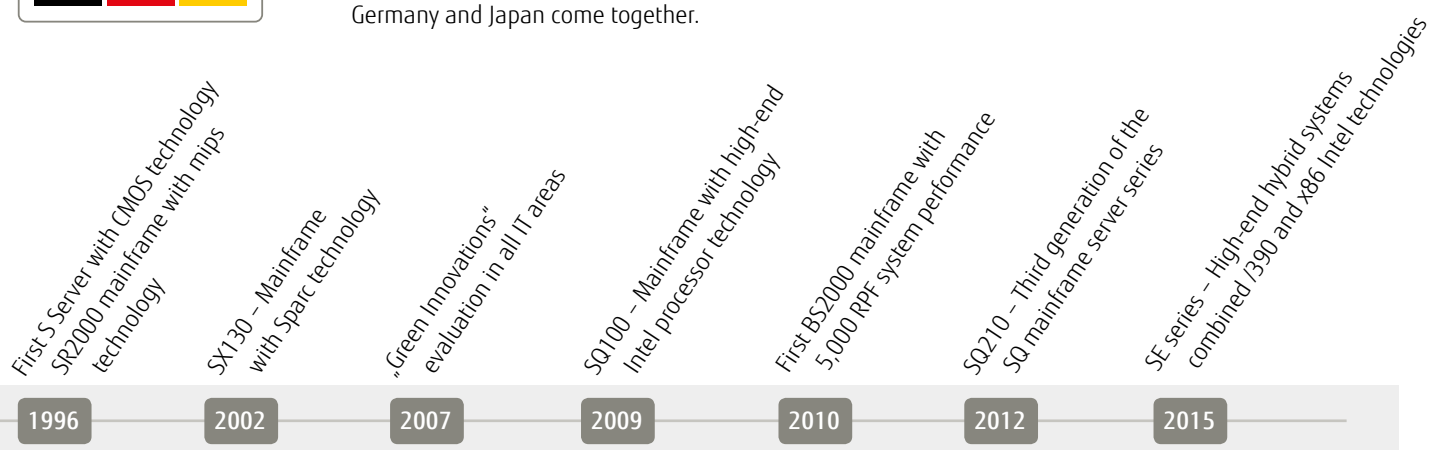 Germany and Japan come together.
First S Server with CMOS technology
SR2000 mainframe with mips
technology
SX130 – Mainframe
with Sparc technology
„Green Innovations“
evaluation in all IT areas
SQ100 – Mainframe with high-end
Intel processor technology
First BS2000 mainframe with
5,000 RPF system performance
SQ210 – Third generation of the
SQ mainframe server series
SE series – High-end hybrid systems
combined /390 and x86 Intel technologies
1996
2002
2007
2009
2010
2012
2015